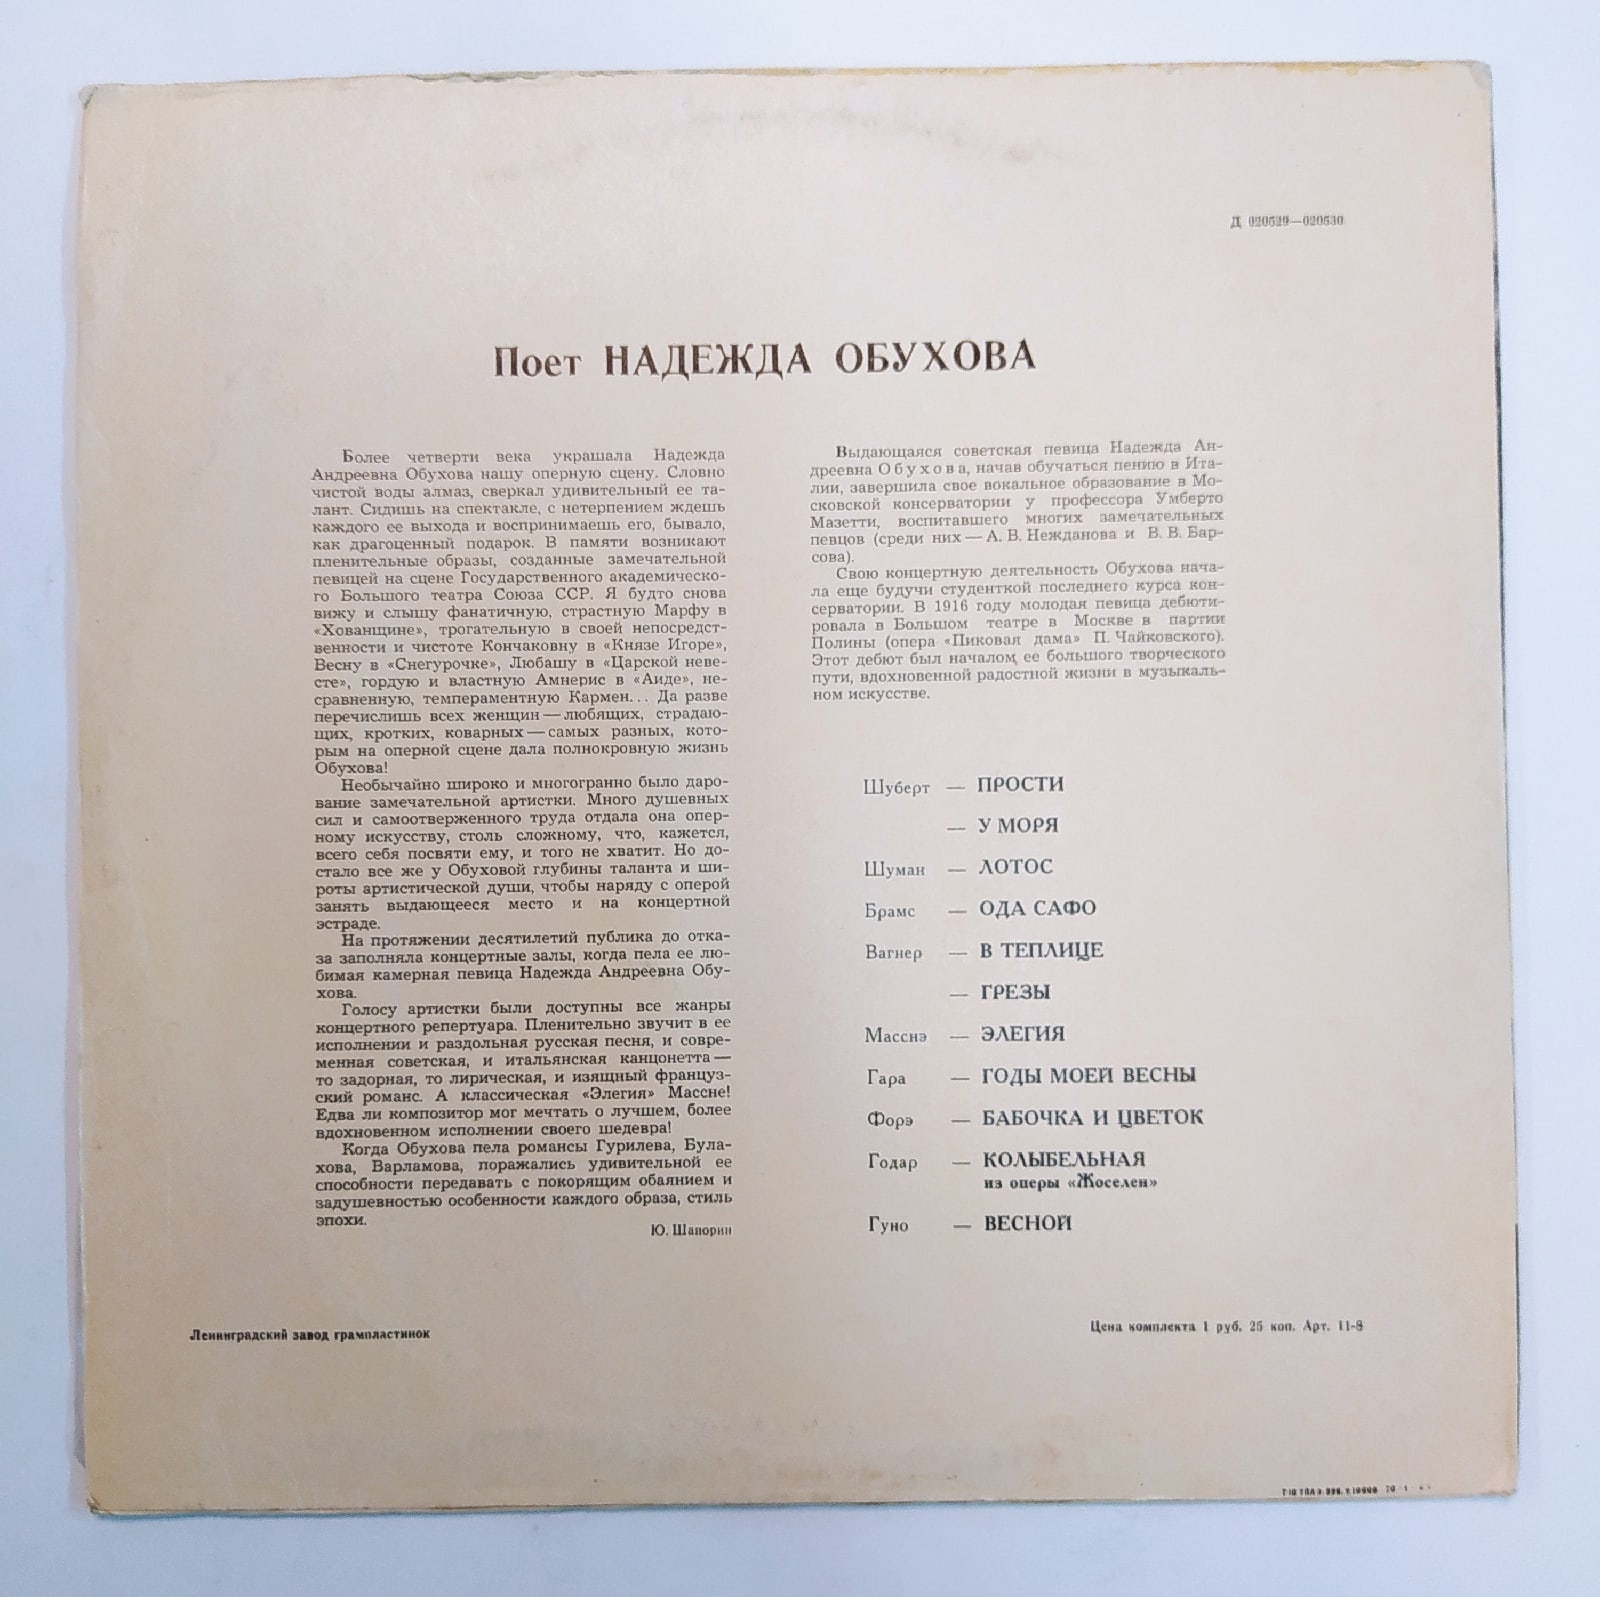 Д 020529—020530
Поет НАДЕЖДА ОБУХОВА
Более четверти века украшала Надежда
Андреевна Обухова нашу оперную сцену. Словно
чистой воды алмаз, сверкал удивительный ее та-
лант. Сидишь на спектакле, с нетерпением ждешь
каждого ее выхода и воспринимаешь его, бывало,
как драгоценный подарок. В памяти возникают
пленительные образы, созданные замечательной
певицей на сцене Государственного академическо-
го Большого театра Союза ССР. Я будто снова
вижу и слышу фанатичную, страстную Марфу в
«Хованщине», трогательную в своей непосредст-
венности и чистоте Кончаковну в «Князе Игоре»,
Весну в «Снегурочке», Любашу в «Царской неве-
сте», гордую и властную Амнерис в «Аиде», не-
сравненную, темпераментную Кармен... Да разве
перечислишь всех женщин — любящих, страдаю-
щих, кротких, коварных — самых разных, кото-
рым на оперной сцене дала полнокровную жизнь
Обухова!
Необычайно широко и многогранно было даро-
вание замечательной артистки. Много душевных
сил и самоотверженного труда отдала она опер-
ному искусству, столь сложному, что, кажется,
всего себя посвяти ему, и того не хватит. Но до-
стало все же у Обуховой глубины таланта и ши-
роты артистической души, чтобы наряду с оперой
занять выдающееся место и на концертной
эстраде.
На протяжении десятилетий публика до отка-
за заполняла концертные залы, когда пела ее лю-
бимая камерная певица Надежда Андреевна Обу-
хова.
Голосу артистки были доступны все жанры
концертного репертуара. Пленительно звучит в ее
исполнении и раздольная русская песня, и совре-
менная советская, и итальянская канцонетта —
то задорная, то лирическая, и изящный француз-
ский романс. А классическая «Элегия» Массне!
Едва ли композитор мог мечтать о лучшем, более
вдохновенном исполнении своего шедевра!
Когда Обухова пела романсы Гурилева, Була-
хова, Варламова, поражались удивительной ее
способности передавать с покорящим обаянием и
задушевностью особенности каждого образа, стиль
эпохи.
Ю. Шапорин
Выдающаяся советская певица Надежда Ан-
дреевна Обухова, начав обучаться пению в Ита-
лии, завершила свое вокальное образование в Мо-
сковской консерватории у профессора Умберто
Мазетти, воспитавшего многих замечательных
певцов (среди них — А. В. Нежданова и В. В. Бар-
сова).
Свою концертную деятельность Обухова нача-
ла еще будучи студенткой последнего курса кон-
серватории. В 1916 году молодая певица дебюти-
ровала в Большом театре в Москве в партии
Полины (опера «Пиковая дама» П. Чайковского).
Этот дебют был началом ее большого творческого
пути, вдохновенной радостной жизни в музыкаль-
ном искусстве.
Шуберт — ПРОСТИ
— У МОРЯ
Шуман — ЛОТОС
Брамс — ОДА САФО
Вагнер — В ТЕПЛИЦЕ
— ГРЕЗЫ
Масснэ — ЭЛЕГИЯ
Гара — ГОДЫ МОЕЙ ВЕСНЫ
Форэ — БАБОЧКА И ЦВЕТОК
Годар — КОЛЫБЕЛЬНАЯ
из оперы «Жоселен»
Гуно — ВЕСНОЙ
Ленинградский завод грампластинок
Цена комплекта 1 руб. 25 коп. Арт. 11-8